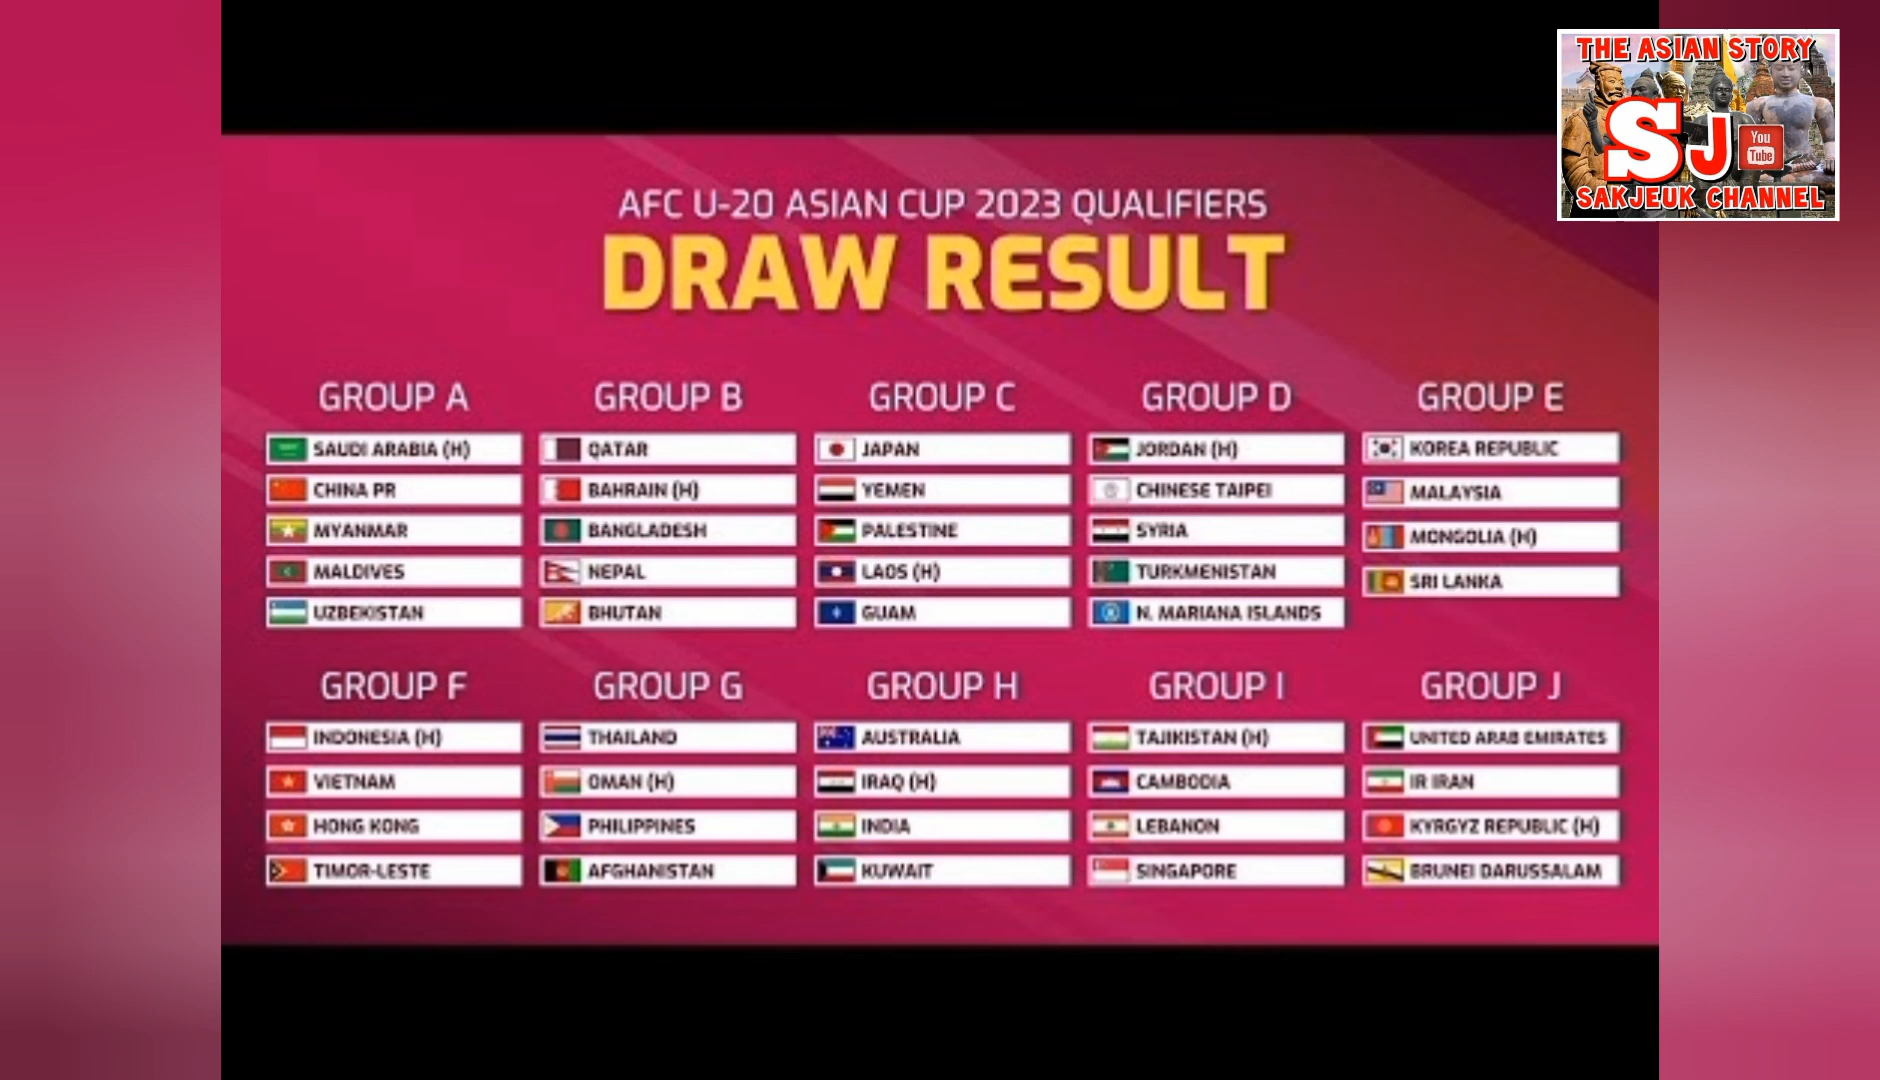 THE ASIAN STORY
SJ
You
Tube
SAKJEUK CHANNEL
AFC U-20 ASIAN CUP 2023 QUALIFIERS
DRAW RESULT
GROUP A
SAUDI ARABIA (H)
CHINA PR
MYANMAR
MALDIVES
UZBEKISTAN
GROUP B
QATAR
BAHRAIN (H)
BANGLADESH
NEPAL
BHUTAN
GROUP C
JAPAN
YEMEN
PALESTINE
LAOS (H)
GUAM
GROUP D
JORDAN (H)
CHINESE TAIPEI
SYRIA
TURKMENISTAN
N. MARIANA ISLANDS
GROUP E
KOREA REPUBLIC
MALAYSIA
MONGOLIA (H)
SRI LANKA
GROUP F
INDONESIA (H)
VIETNAM
HONG KONG
TIMOR-LESTE
GROUP G
THAILAND
OMAN (H)
PHILIPPINES
AFGHANISTAN
GROUP H
AUSTRALIA
IRAQ (H)
INDIA
KUWAIT
GROUP I
TAJIKISTAN (H)
CAMBODIA
LEBANON
SINGAPORE
GROUP J
UNITED ARAB EMIRATES
IR IRAN
KYRGYZ REPUBLIC (H)
BRUNEI DARUSSALAM